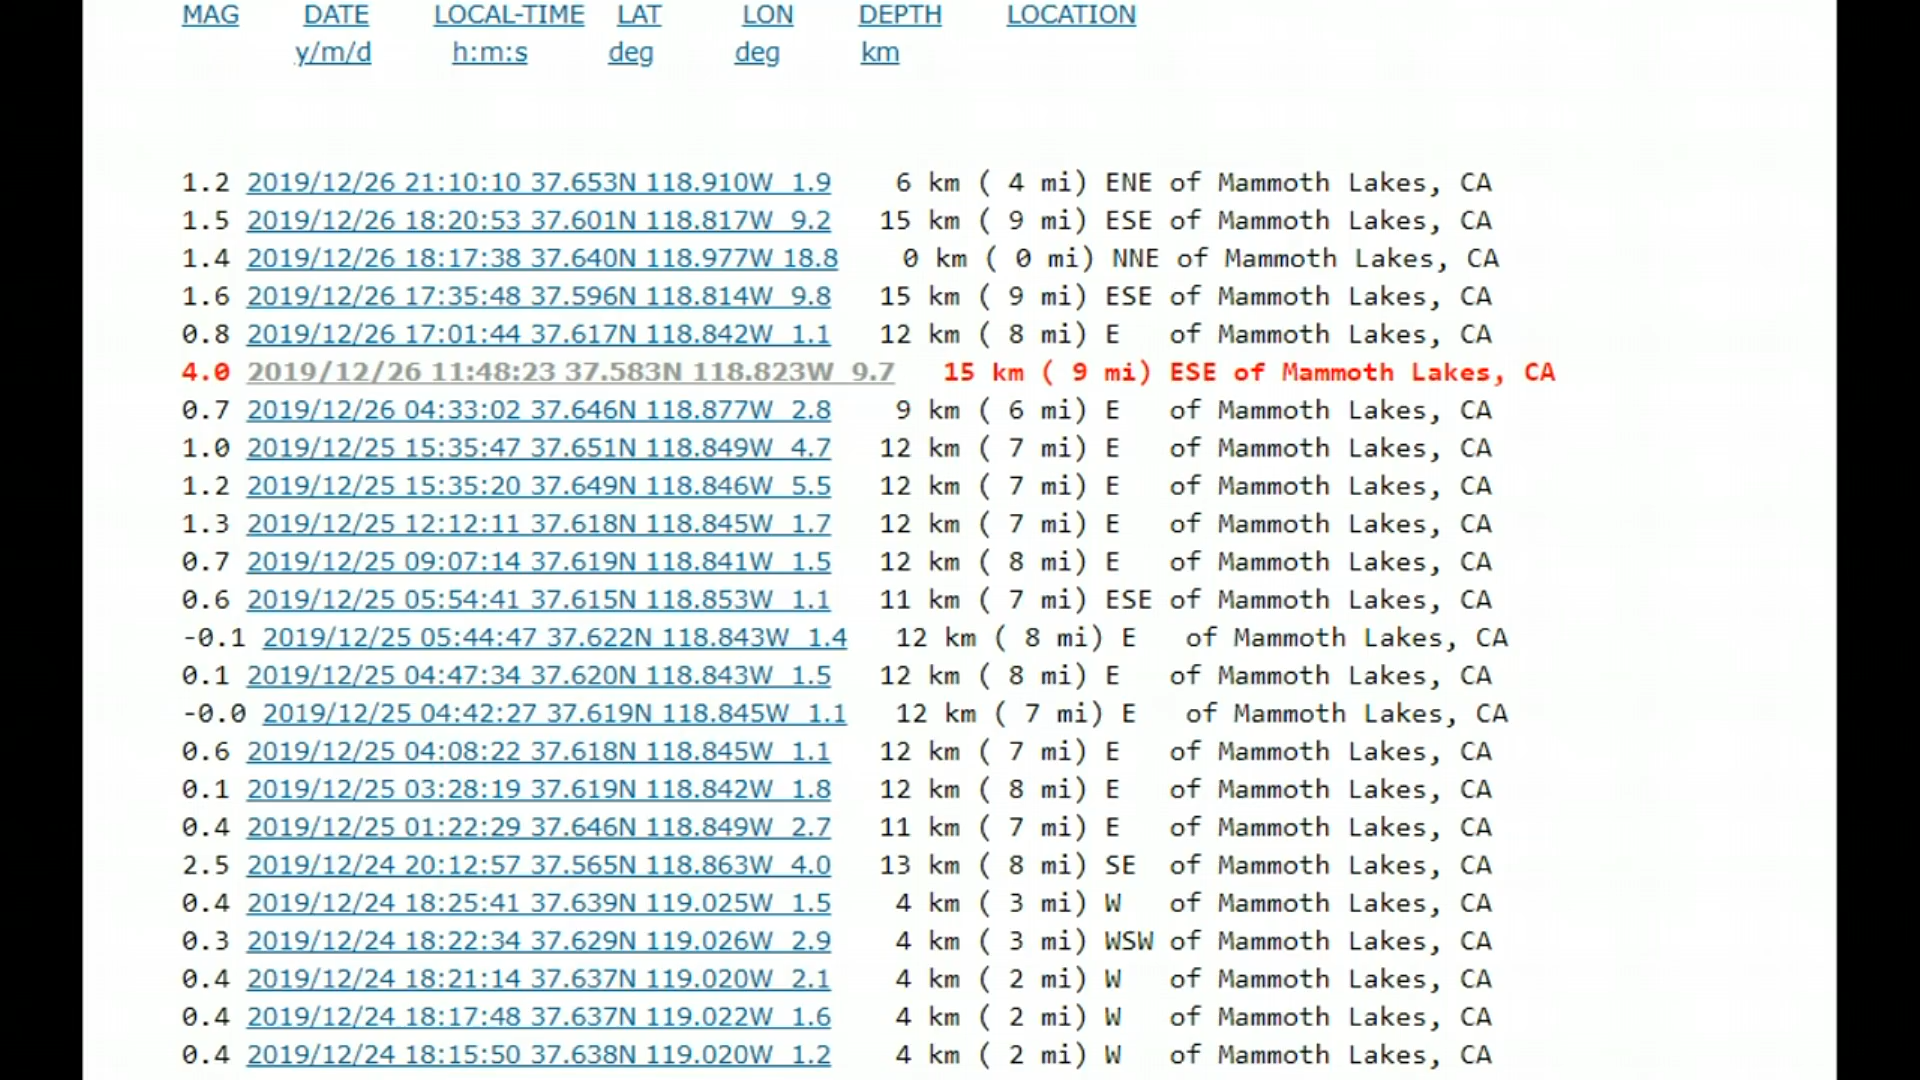 MAG DATE LOCAL-TIME LAT LON DEPTH LOCATION
y/m/d h:m:s deg deg km
1.2 2019/12/26 21:10:10 37.653N 118.910W 1.9 6 km ( 4 mi) ENE of Mammoth Lakes, CA
1.5 2019/12/26 18:20:53 37.601N 118.817W 9.2 15 km ( 9 mi) ESE of Mammoth Lakes, CA
1.4 2019/12/26 18:17:38 37.640N 118.977W 18.8 0 km ( 0 mi) NNE of Mammoth Lakes, CA
1.6 2019/12/26 17:35:48 37.596N 118.814W 9.8 15 km ( 9 mi) ESE of Mammoth Lakes, CA
0.8 2019/12/26 17:01:44 37.617N 118.842W 1.1 12 km ( 8 mi) E of Mammoth Lakes, CA
4.0 2019/12/26 11:48:23 37.583N 118.823W 9.7 15 km ( 9 mi) ESE of Mammoth Lakes, CA
0.7 2019/12/26 04:33:02 37.646N 118.877W 2.8 9 km ( 6 mi) E of Mammoth Lakes, CA
1.0 2019/12/25 15:35:47 37.651N 118.849W 4.7 12 km ( 7 mi) E of Mammoth Lakes, CA
1.2 2019/12/25 15:35:20 37.649N 118.846W 5.5 12 km ( 7 mi) E of Mammoth Lakes, CA
1.3 2019/12/25 12:12:11 37.618N 118.845W 1.7 12 km ( 7 mi) E of Mammoth Lakes, CA
0.7 2019/12/25 09:07:14 37.619N 118.841W 1.5 12 km ( 8 mi) E of Mammoth Lakes, CA
0.6 2019/12/25 05:54:41 37.615N 118.853W 1.1 11 km ( 7 mi) ESE of Mammoth Lakes, CA
-0.1 2019/12/25 05:44:47 37.622N 118.843W 1.4 12 km ( 8 mi) E of Mammoth Lakes, CA
0.1 2019/12/25 04:47:34 37.620N 118.843W 1.5 12 km ( 8 mi) E of Mammoth Lakes, CA
-0.0 2019/12/25 04:42:27 37.619N 118.845W 1.1 12 km ( 7 mi) E of Mammoth Lakes, CA
0.6 2019/12/25 04:08:22 37.618N 118.845W 1.1 12 km ( 7 mi) E of Mammoth Lakes, CA
0.1 2019/12/25 03:28:19 37.619N 118.842W 1.8 12 km ( 8 mi) E of Mammoth Lakes, CA
0.4 2019/12/25 01:22:29 37.646N 118.849W 2.7 11 km ( 7 mi) E of Mammoth Lakes, CA
2.5 2019/12/24 20:12:57 37.565N 118.863W 4.0 13 km ( 8 mi) SE of Mammoth Lakes, CA
0.4 2019/12/24 18:25:41 37.639N 119.025W 1.5 4 km ( 3 mi) W of Mammoth Lakes, CA
0.3 2019/12/24 18:22:34 37.629N 119.026W 2.9 4 km ( 3 mi) WSW of Mammoth Lakes, CA
0.4 2019/12/24 18:21:14 37.637N 119.020W 2.1 4 km ( 2 mi) W of Mammoth Lakes, CA
0.4 2019/12/24 18:17:48 37.637N 119.022W 1.6 4 km ( 2 mi) W of Mammoth Lakes, CA
0.4 2019/12/24 18:15:50 37.638N 119.020W 1.2 4 km ( 2 mi) W of Mammoth Lakes, CA